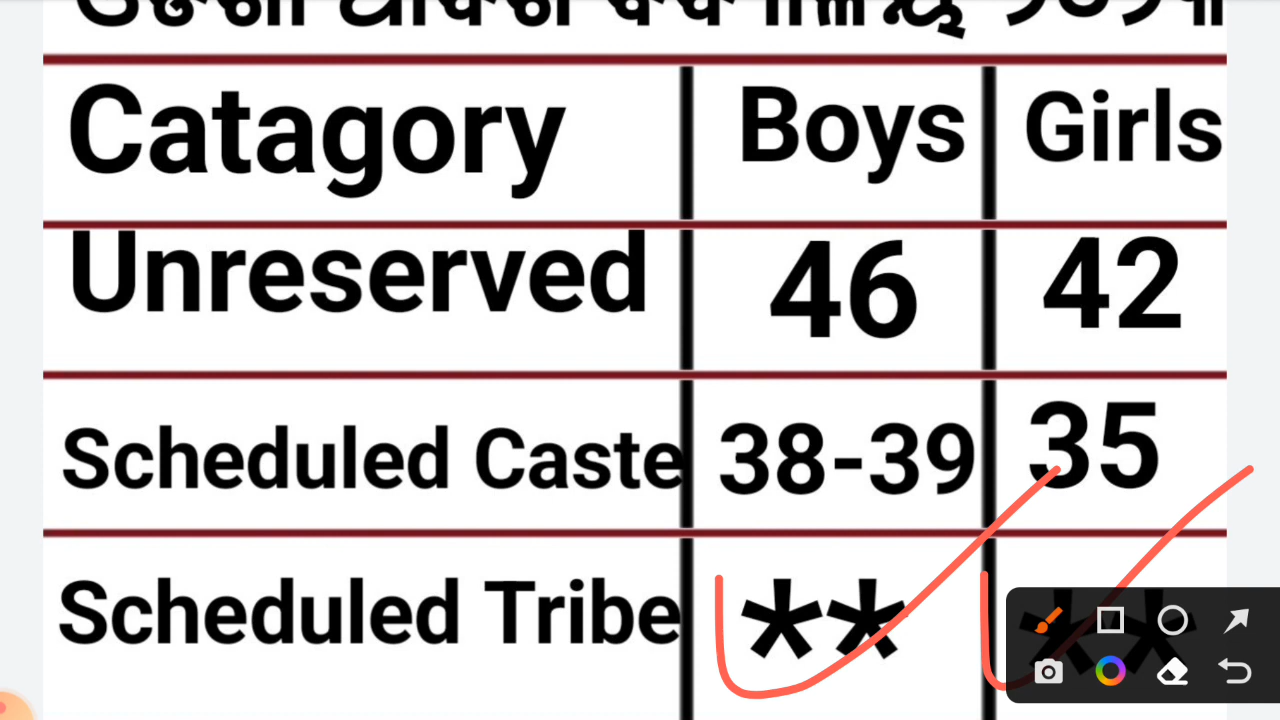 Catagory Boys Girls
Unreserved 46 42
Scheduled Caste 38-39 35
Scheduled Tribe ** **